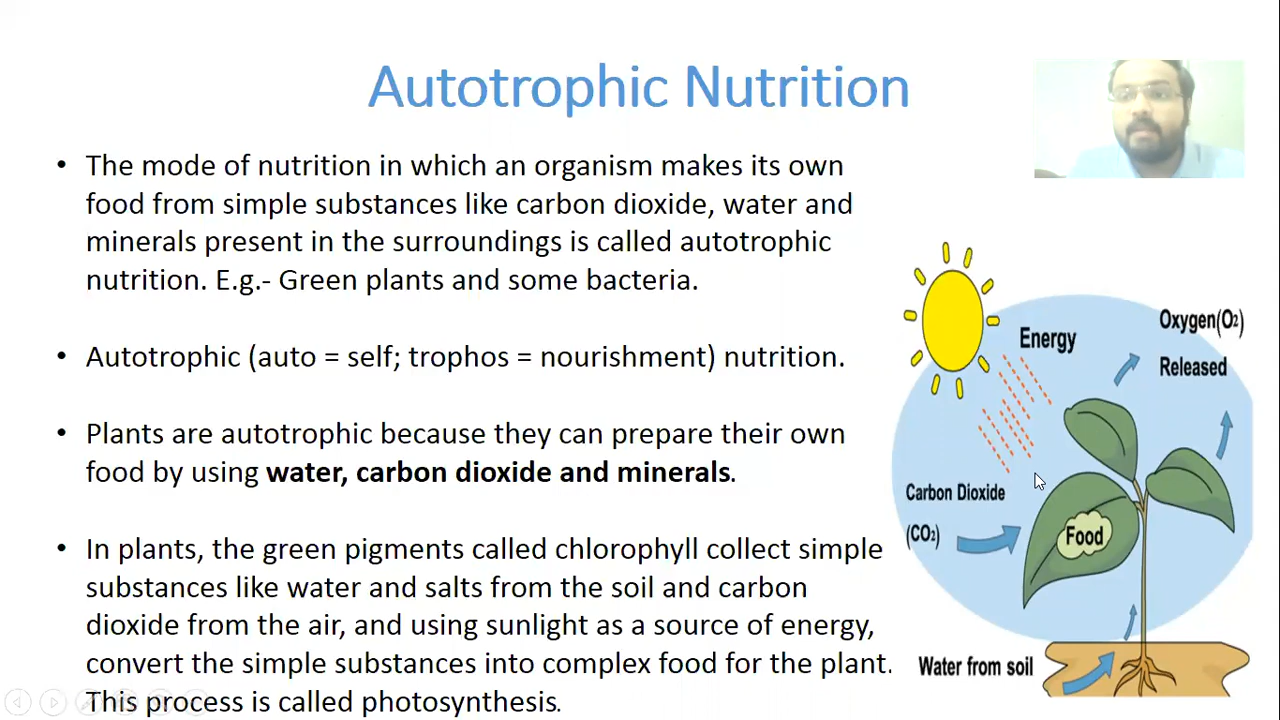 Autotrophic Nutrition
• The mode of nutrition in which an organism makes its own
food from simple substances like carbon dioxide, water and
minerals present in the surroundings is called autotrophic
nutrition. E.g.- Green plants and some bacteria.
• Autotrophic (auto = self; trophos = nourishment) nutrition.
• Plants are autotrophic because they can prepare their own
food by using water, carbon dioxide and minerals.
• In plants, the green pigments called chlorophyll collect simple
substances like water and salts from the soil and carbon
dioxide from the air, and using sunlight as a source of energy,
convert the simple substances into complex food for the plant.
This process is called photosynthesis.
Energy
Oxygen(O2)
Released
Carbon Dioxide
(CO2)
Food
Water from soil